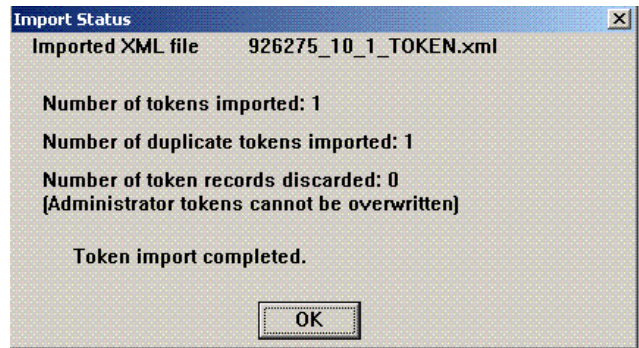 Import Status
Imported XML file 926275_10_1_TOKEN.xml
Number of tokens imported: 1
Number of duplicate tokens imported: 1
Number of token records discarded: 0
(Administrator tokens cannot be overwritten)
Token import completed.
OK